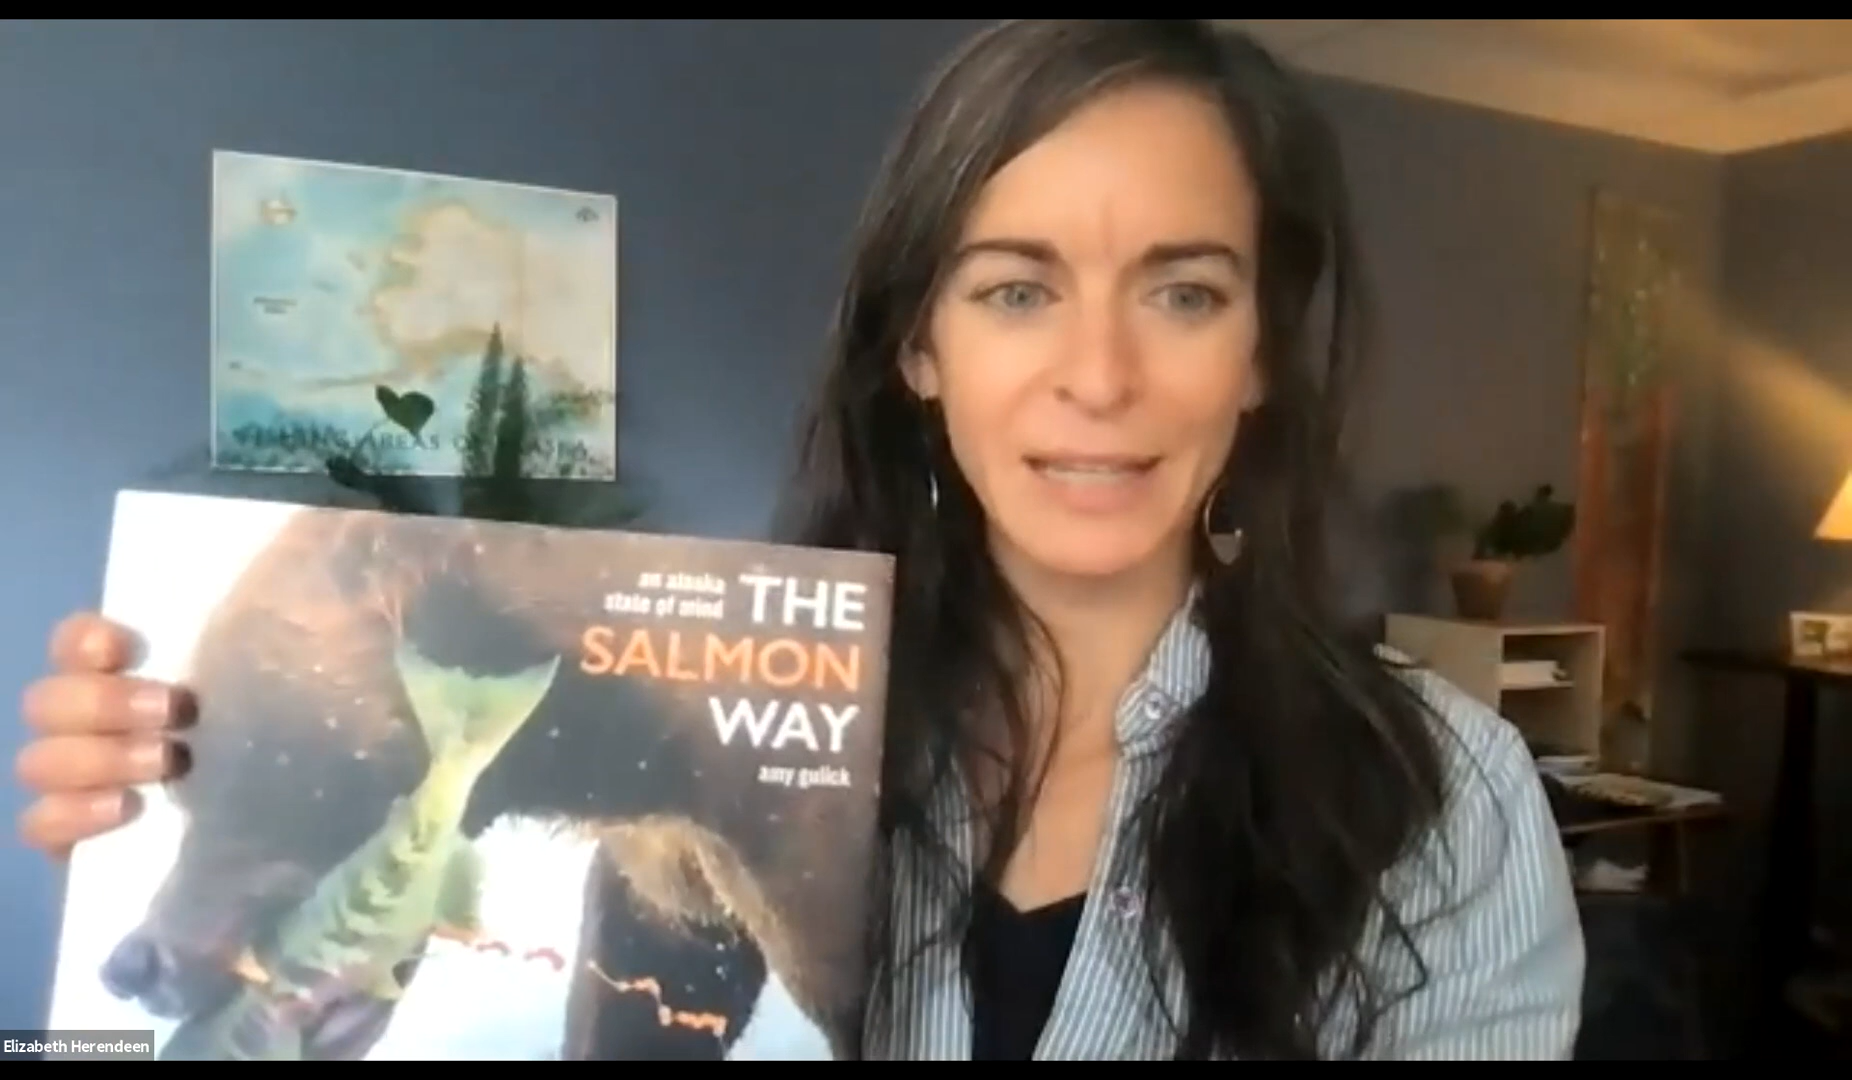 an alaska
state of mind
THE
SALMON
WAY
amy gulick
Elizabeth Herendeen